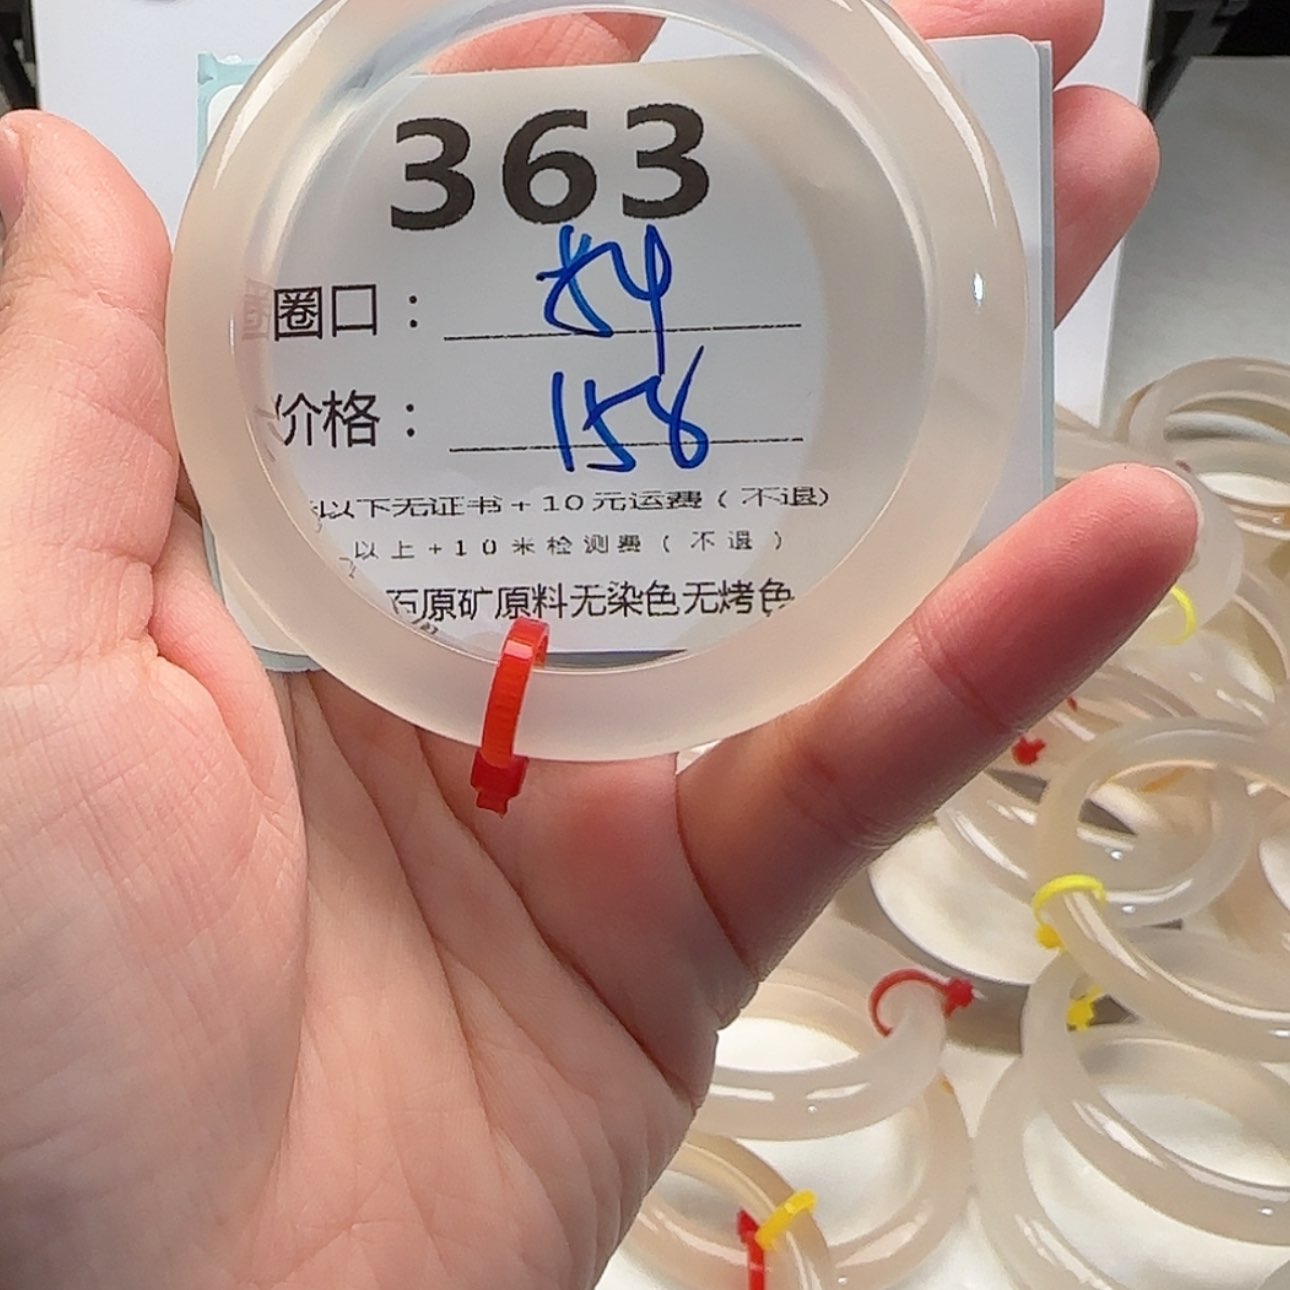 363
圈口： 54
价格： 158
以下无证书+10元运费(不退)
以上+10米检测费(不退)
石原矿原料无染色无烤色